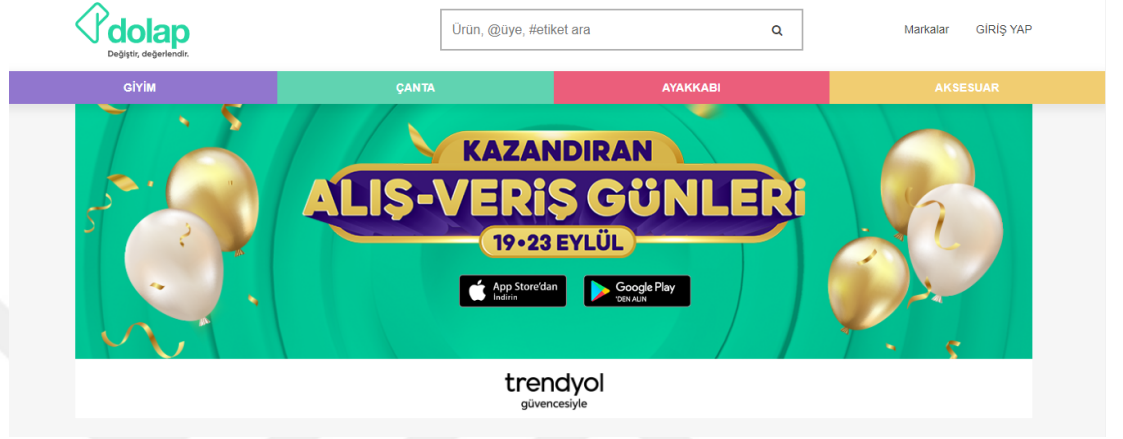 dolap
Değiştir, değerlendir.
Ürün, @üye, #etiket ara
Markalar
GİRİŞ YAP
GİYİM
ÇANTA
AYAKKABI
AKSESUAR
KAZANDIRAN
ALIŞ-VERİŞ GÜNLERİ
19•23 EYLÜL
App Store'dan
İndirin
Google Play
'DEN ALIN
trendyol
güvencesiyle